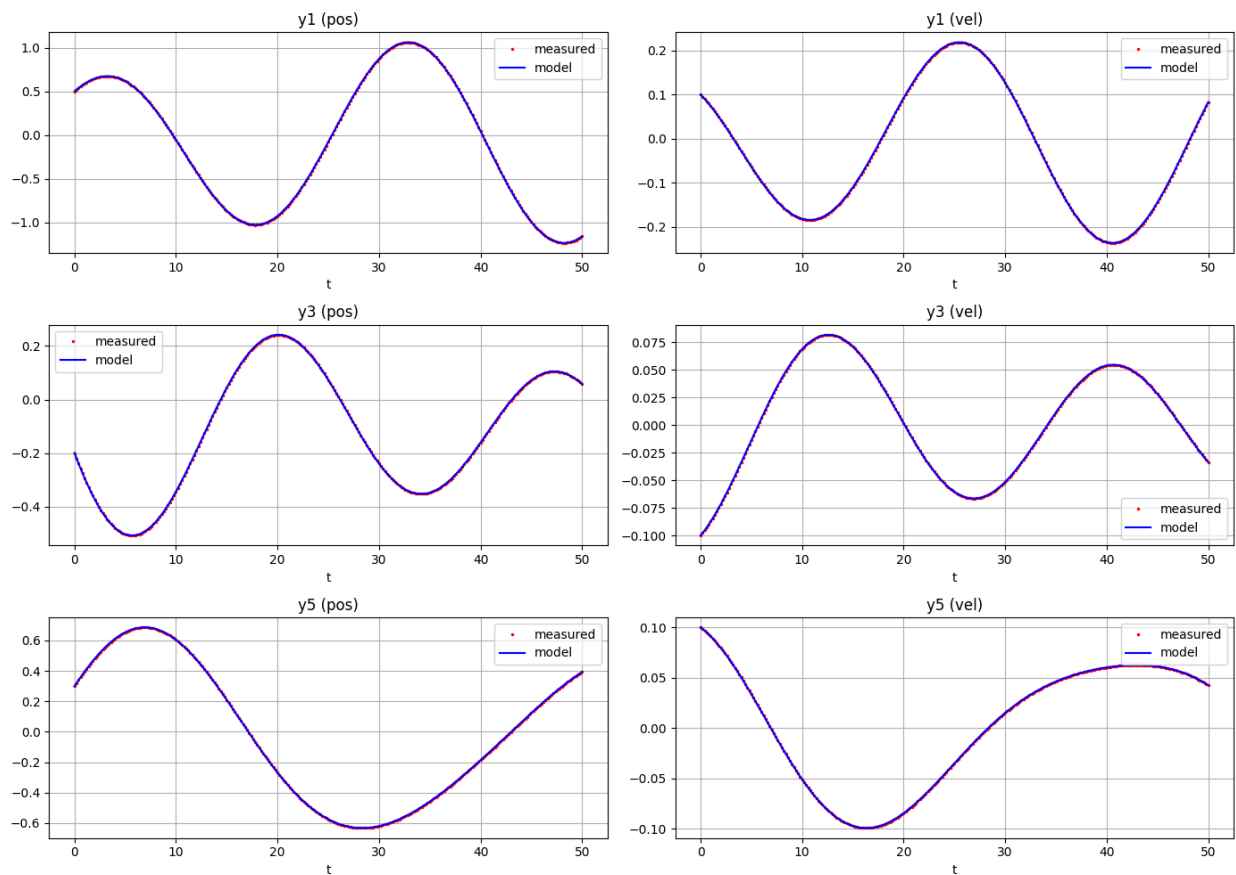 y1 (pos)
1.0
0.5
0.0
−0.5
−1.0
0 10 20 30 40 50
t
measured
model
y1 (vel)
0.2
0.1
0.0
−0.1
−0.2
0 10 20 30 40 50
t
measured
model
y3 (pos)
0.2
0.0
−0.2
−0.4
0 10 20 30 40 50
t
measured
model
y3 (vel)
0.075
0.050
0.025
0.000
−0.025
−0.050
−0.075
−0.100
0 10 20 30 40 50
t
measured
model
y5 (pos)
0.6
0.4
0.2
0.0
−0.2
−0.4
−0.6
0 10 20 30 40 50
t
measured
model
y5 (vel)
0.10
0.05
0.00
−0.05
−0.10
0 10 20 30 40 50
t
measured
model